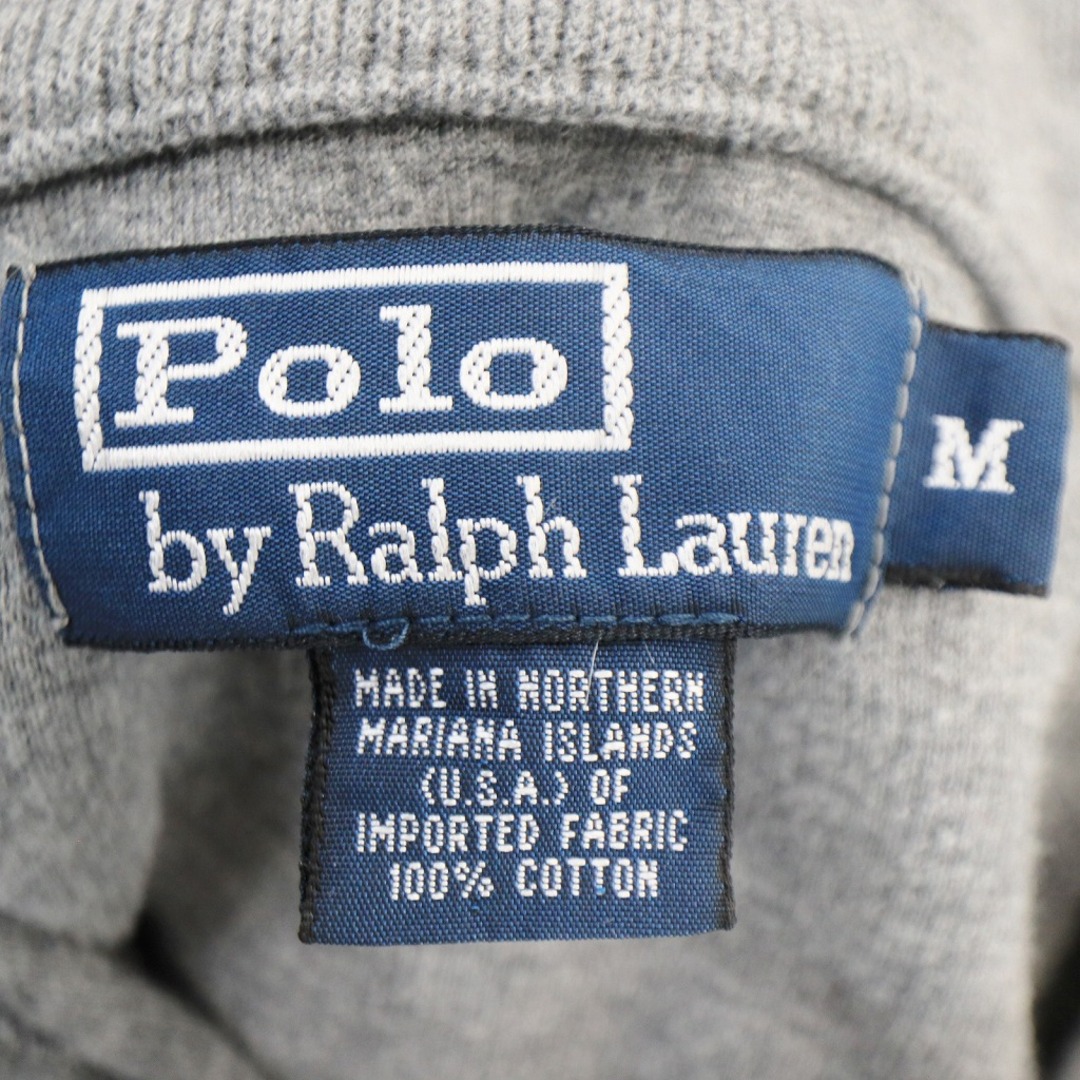 Polo
by Ralph Lauren
M
MADE IN NORTHERN
MARIANA ISLANDS
(U.S.A.) OF
IMPORTED FABRIC
100% COTTON